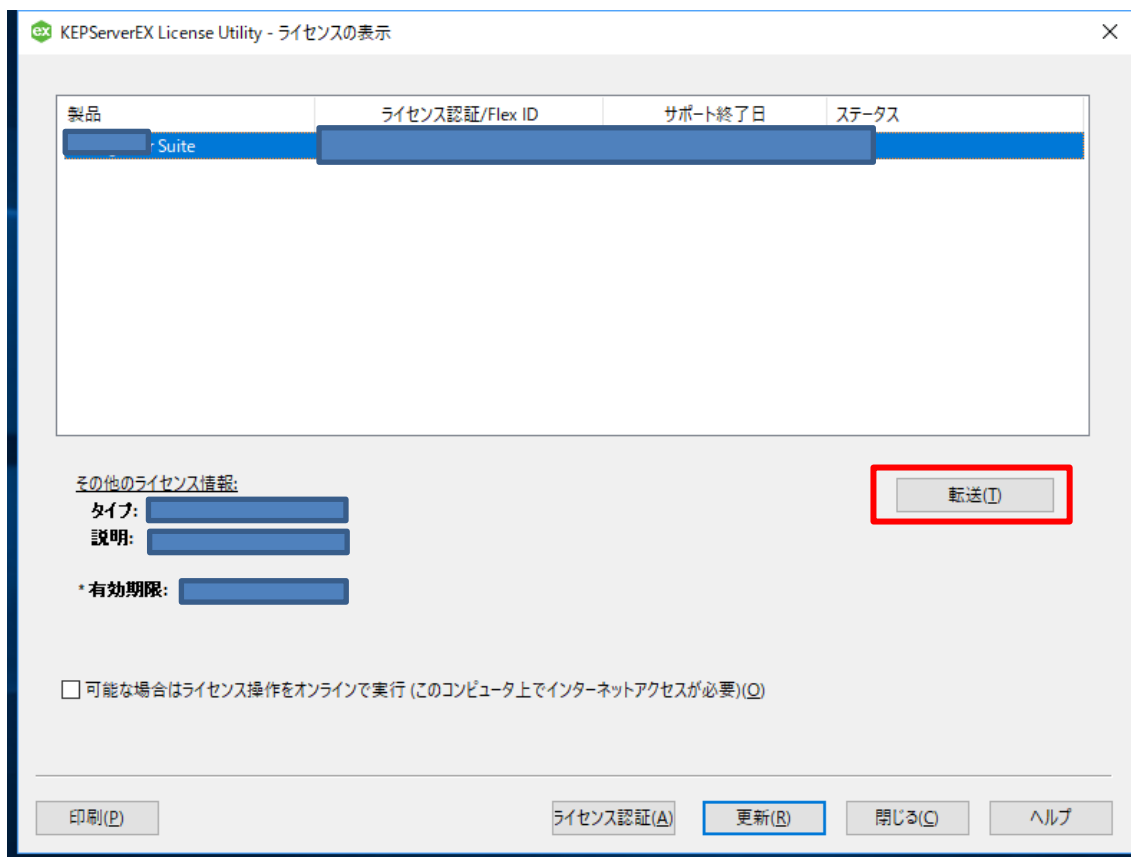 KEPServerEX License Utility - ライセンスの表示
製品 ライセンス認証/Flex ID サポート終了日 ステータス
Suite
その他のライセンス情報:
転送(T)
タイプ:
説明:
* 有効期限:
可能な場合はライセンス操作をオンラインで実行 (このコンピュータ上でインターネットアクセスが必要)(O)
印刷(P) ライセンス認証(A) 更新(R) 閉じる(C) ヘルプ